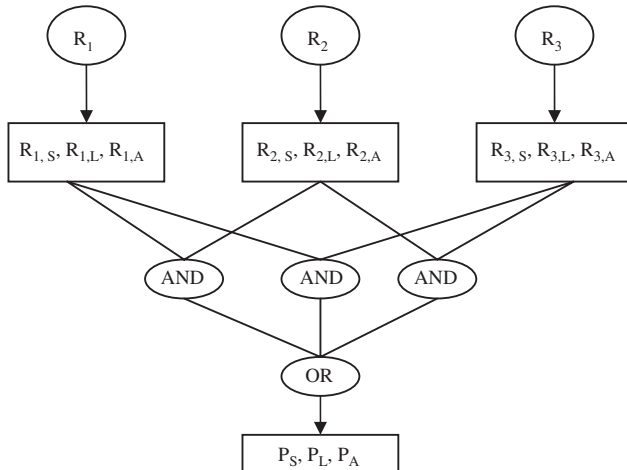 R1 R2 R3
R1, S, R1,L, R1,A R2, S, R2,L, R2,A R3, S, R3,L, R3,A
AND AND AND
OR
PS, PL, PA